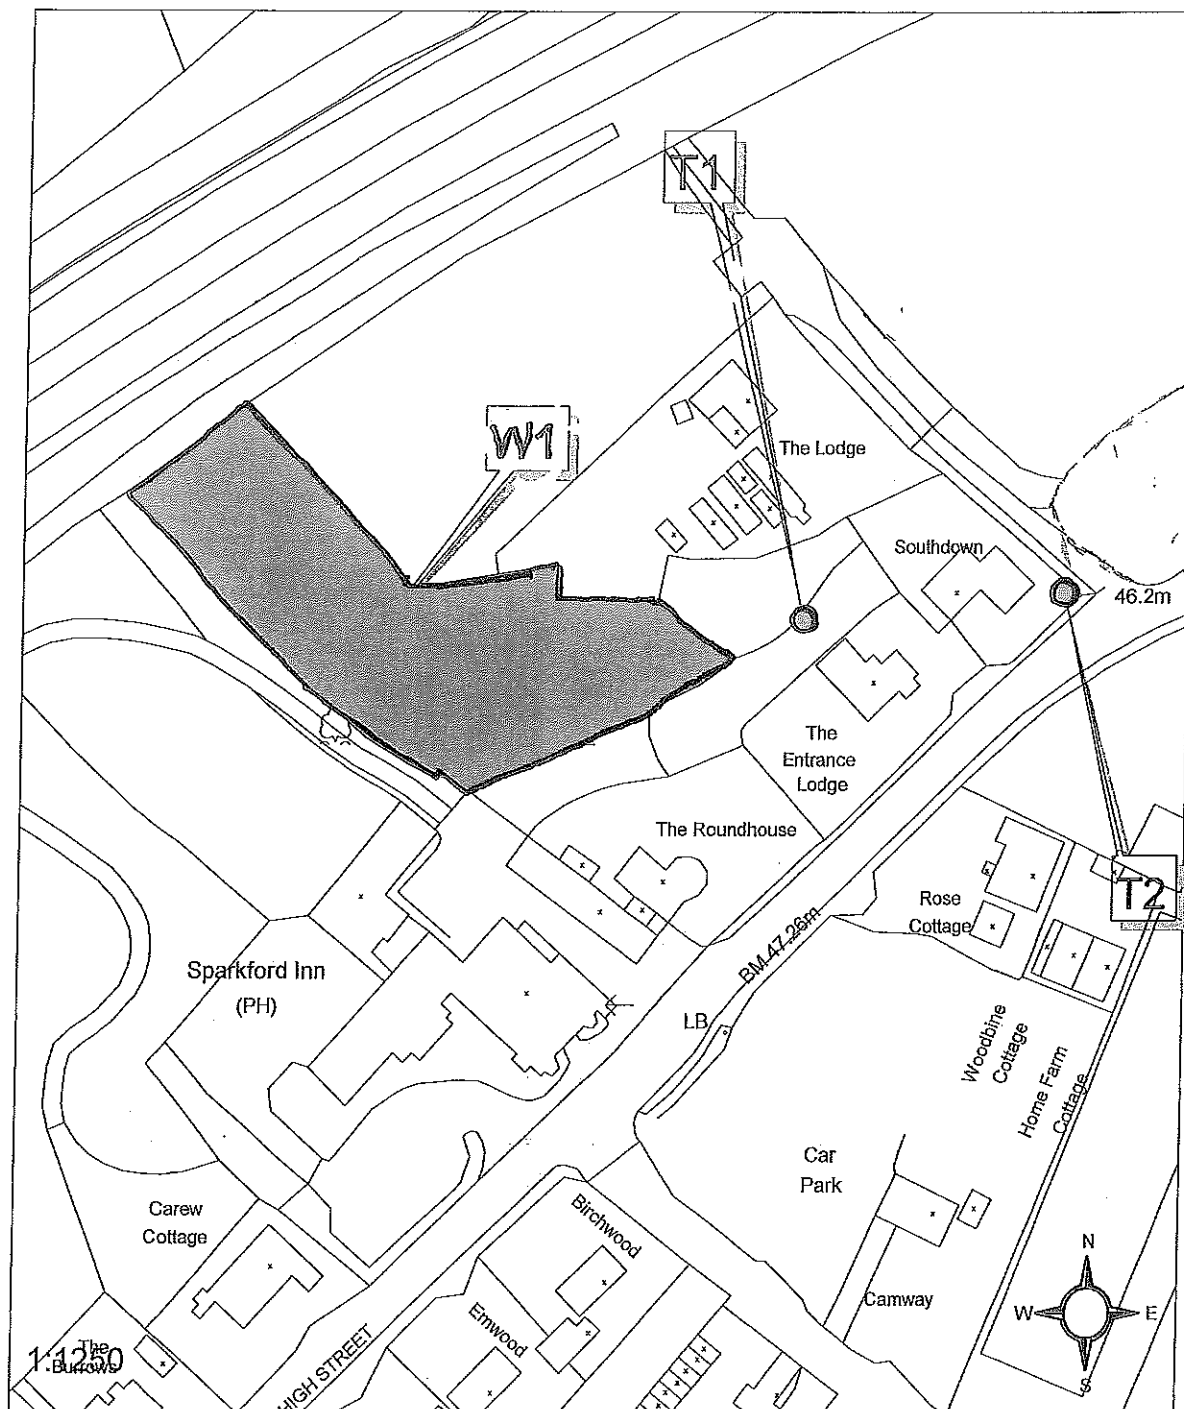 T1
W1
The Lodge
Southdown
46.2m
The
Entrance
Lodge
The Roundhouse
T2
Rose
Cottage
BM 47.26m
Sparkford Inn
(PH)
LB
Woodbine
Cottage
Home Farm
Cottage
Car
Park
Carew
Cottage
Birchwood
N
W
E
S
Camway
Emwood
HIGH STREET
The
Burrows
1:1250